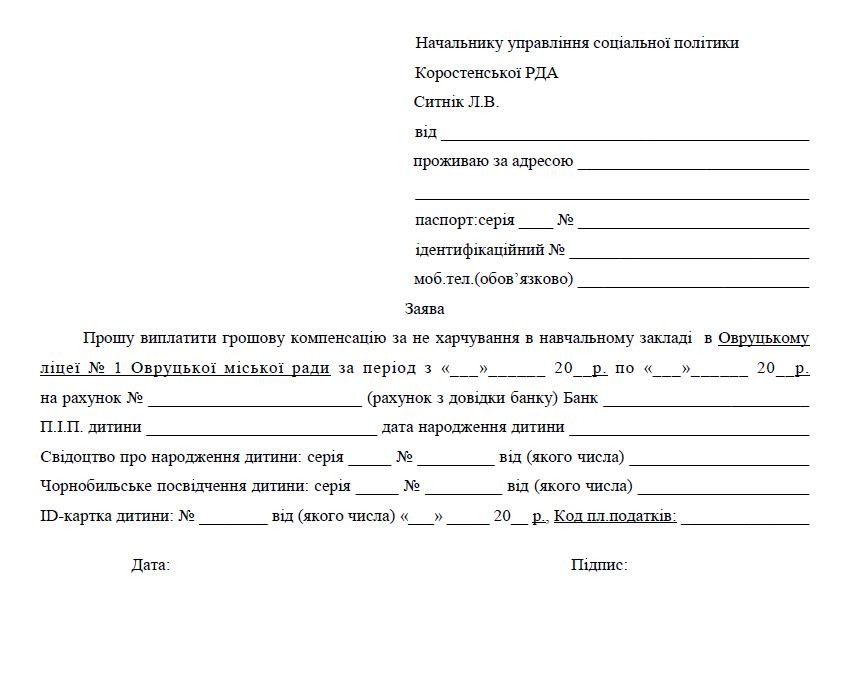 Начальнику управління соціальної політики
Коростенської РДА
Ситнік Л.В.
від ____________________________________________
проживаю за адресою ___________________________
_______________________________________________
паспорт:серія ____ № ___________________________
ідентифікаційний № ____________________________
моб.тел.(обов’язково) ___________________________
Заява
Прошу виплатити грошову компенсацію за не харчування в навчальному закладі в Овруцькому
ліцеї № 1 Овруцької міської ради за період з «___»______ 20__р. по «___»______ 20__р.
на рахунок № _________________________ (рахунок з довідки банку) Банк ________________________
П.І.П. дитини ___________________________ дата народження дитини ____________________________
Свідоцтво про народження дитини: серія _____ № _________ від (якого числа) _____________________
Чорнобильське посвідчення дитини: серія _____ № _________ від (якого числа) ____________________
ID-картка дитини: № ________ від (якого числа) «___» _____ 20__ р., Код пл.податків: _______________
Дата: Підпис: